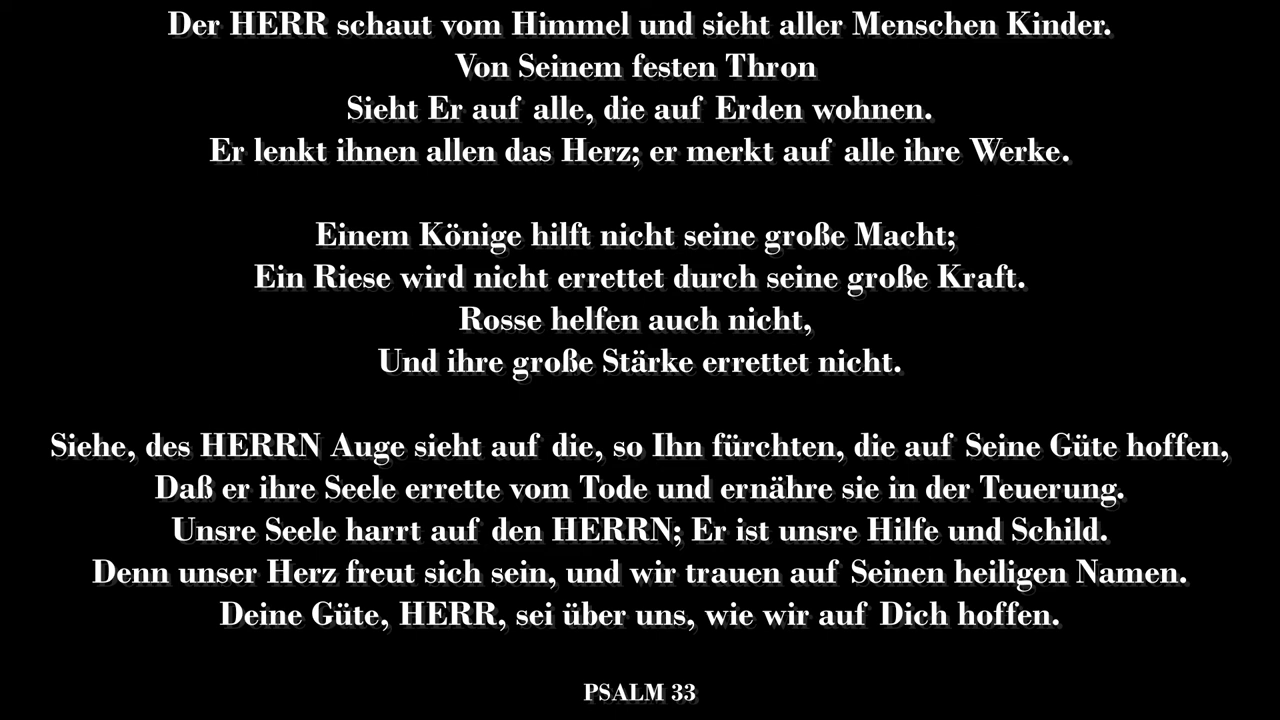 Der HERR schaut vom Himmel und sieht aller Menschen Kinder.
Von Seinem festen Thron
Sieht Er auf alle, die auf Erden wohnen.
Er lenkt ihnen allen das Herz; er merkt auf alle ihre Werke.
Einem Könige hilft nicht seine große Macht;
Ein Riese wird nicht errettet durch seine große Kraft.
Rosse helfen auch nicht,
Und ihre große Stärke errettet nicht.
Siehe, des HERRN Auge sieht auf die, so Ihn fürchten, die auf Seine Güte hoffen,
Daß er ihre Seele errette vom Tode und ernähre sie in der Teuerung.
Unsre Seele harrt auf den HERRN; Er ist unsre Hilfe und Schild.
Denn unser Herz freut sich sein, und wir trauen auf Seinen heiligen Namen.
Deine Güte, HERR, sei über uns, wie wir auf Dich hoffen.
PSALM 33